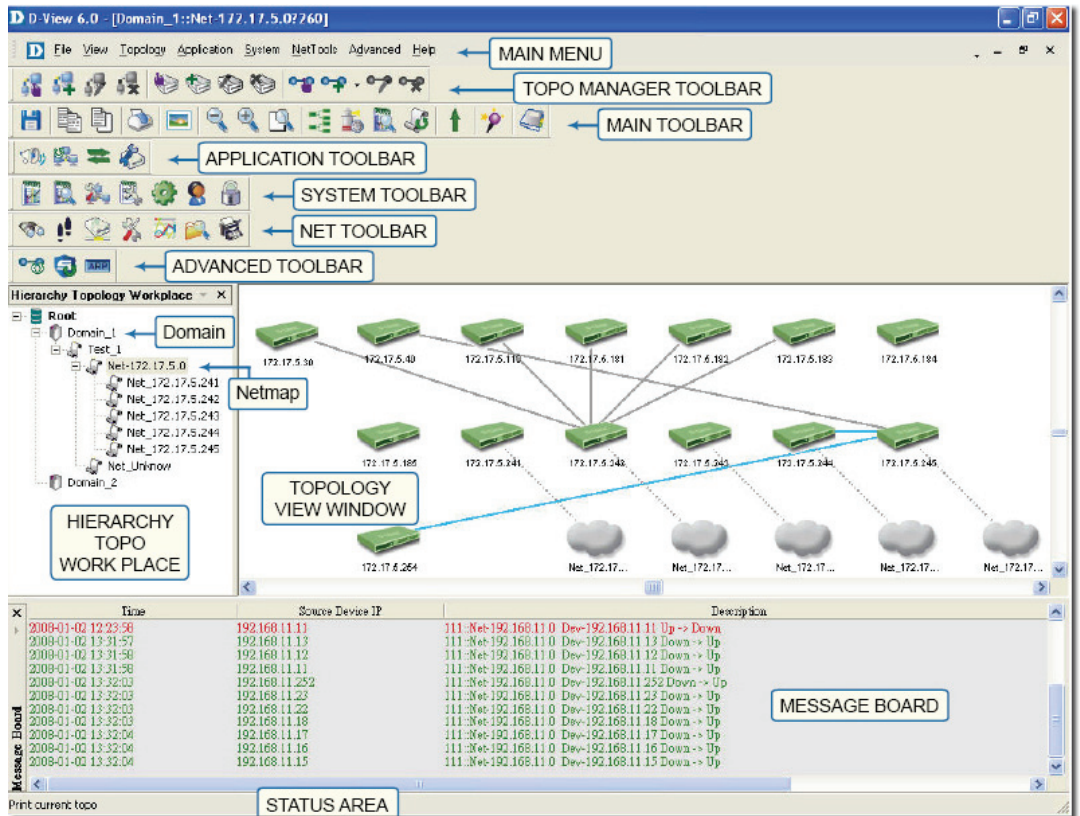 D-View 6.0 - [Domain_1::Net-172.17.5.0?260]
File View Topology Application System NetTools Advanced Help
MAIN MENU
TOPO MANAGER TOOLBAR
MAIN TOOLBAR
APPLICATION TOOLBAR
SYSTEM TOOLBAR
NET TOOLBAR
ADVANCED TOOLBAR
Hierarchy Topology Workplace
Root
Domain_1
Domain
Test_1
Net-172.17.5.0
Netmap
Net_172.17.5.241
Net_172.17.5.242
Net_172.17.5.243
Net_172.17.5.244
Net_172.17.5.245
Net_Unknow
Domain_2
HIERARCHY
TOPO
WORK PLACE
172.17.5.30 172.17.5.40 172.17.5.110 172.17.5.181 172.17.5.182 172.17.5.183 172.17.5.184
172.17.5.185 172.17.5.241 172.17.5.242 172.17.5.243 172.17.5.244 172.17.5.245
TOPOLOGY
VIEW WINDOW
172.17.5.254 Net_172.17... Net_172.17... Net_172.17... Net_172.17... Net_172.17...
Time Source Device IP Description
2008-01-02 12:23:58 192.168.11.11 111::Net-192.168.11.0 Dev-192.168.11.11 Up -> Down
2008-01-02 13:31:57 192.168.11.13 111::Net-192.168.11.0 Dev-192.168.11.13 Down -> Up
2008-01-02 13:31:58 192.168.11.12 111::Net-192.168.11.0 Dev-192.168.11.12 Down -> Up
2008-01-02 13:31:58 192.168.11.11 111::Net-192.168.11.0 Dev-192.168.11.11 Down -> Up
2008-01-02 13:32:03 192.168.11.252 111::Net-192.168.11.0 Dev-192.168.11.252 Down -> Up
2008-01-02 13:32:03 192.168.11.23 111::Net-192.168.11.0 Dev-192.168.11.23 Down -> Up
2008-01-02 13:32:03 192.168.11.22 111::Net-192.168.11.0 Dev-192.168.11.22 Down -> Up
2008-01-02 13:32:03 192.168.11.18 111::Net-192.168.11.0 Dev-192.168.11.18 Down -> Up
2008-01-02 13:32:04 192.168.11.17 111::Net-192.168.11.0 Dev-192.168.11.17 Down -> Up
2008-01-02 13:32:04 192.168.11.16 111::Net-192.168.11.0 Dev-192.168.11.16 Down -> Up
2008-01-02 13:32:04 192.168.11.15 111::Net-192.168.11.0 Dev-192.168.11.15 Down -> Up
MESSAGE BOARD
Message Board
Print current topo
STATUS AREA